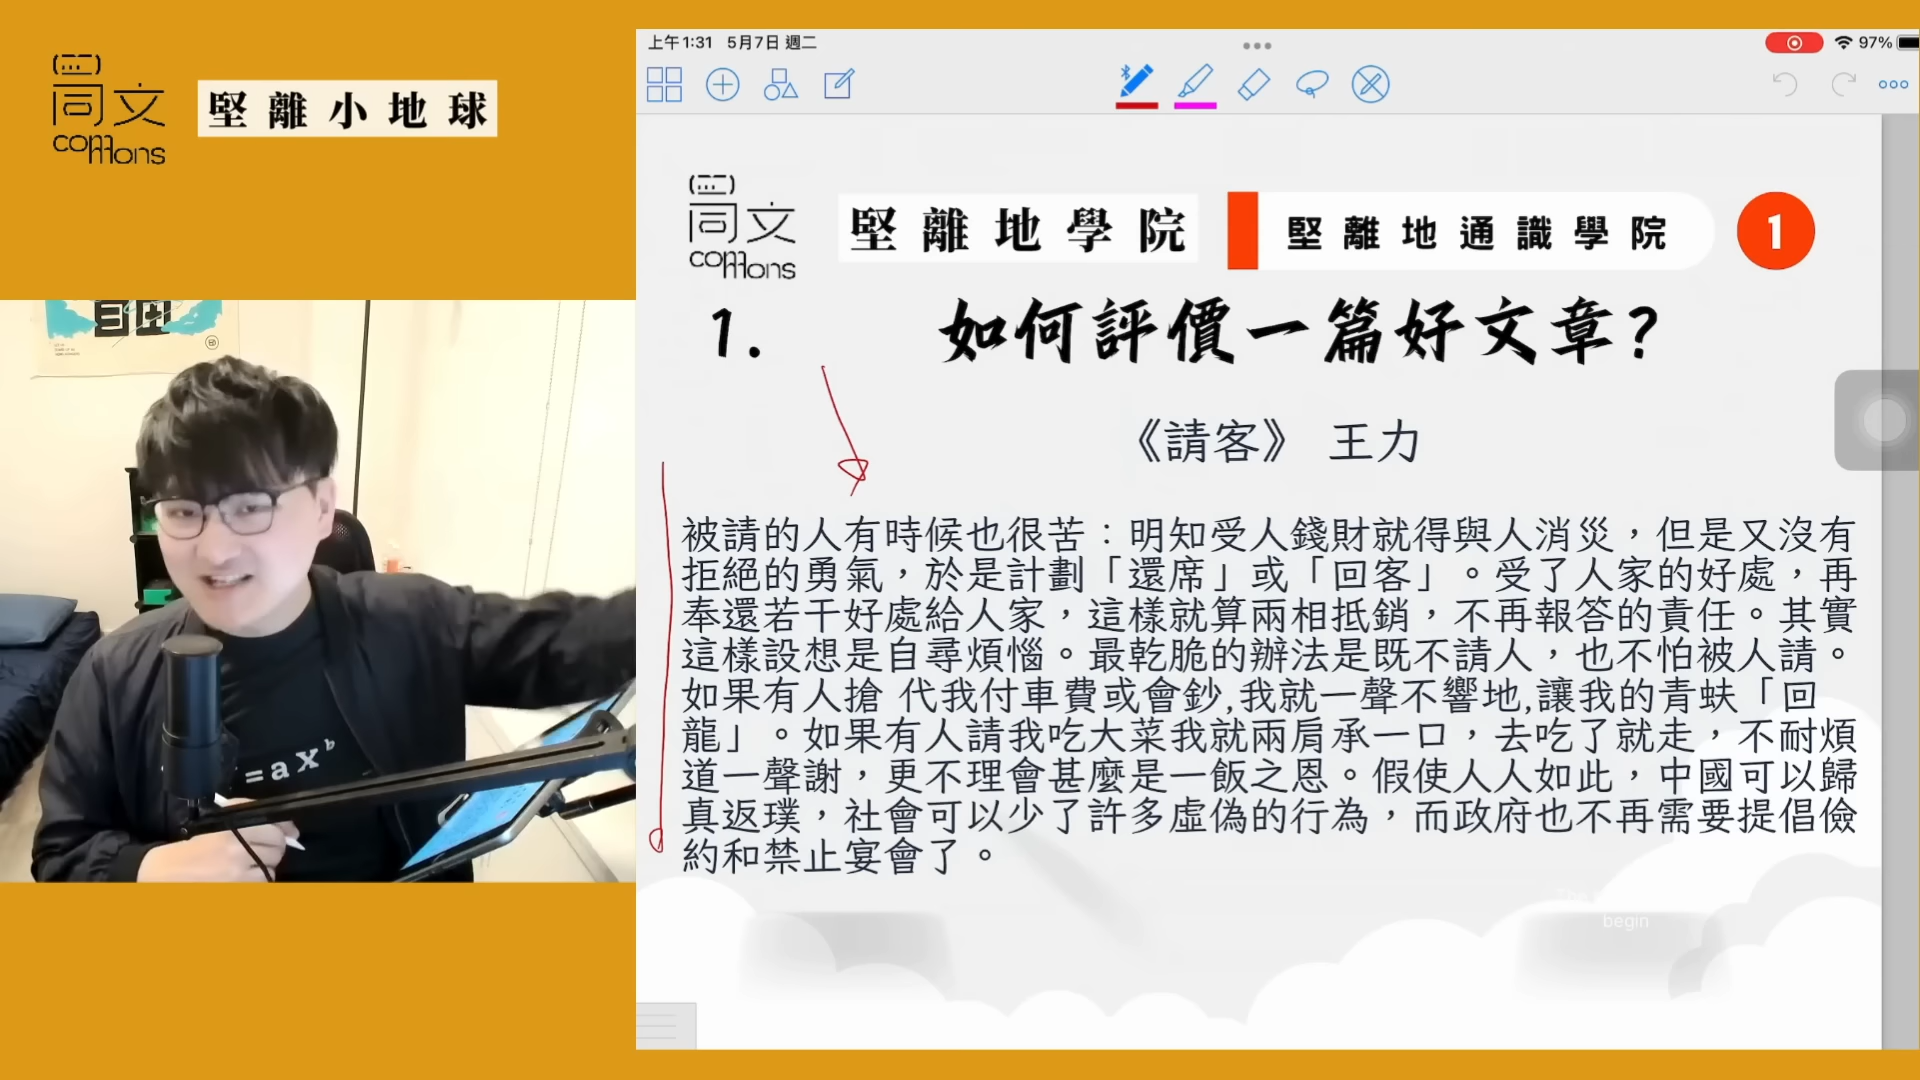 同文
commons
堅離小地球
自由
=ax^b
上午1:31 5月7日 週二
97%
同文
commons
堅離地學院
堅離地通識學院
1
1. 如何評價一篇好文章?
《請客》 王力
被請的人有時候也很苦：明知受人錢財就得與人消災，但是又沒有
拒絕的勇氣，於是計劃「還席」或「回客」。受了人家的好處，再
奉還若干好處給人家，這樣就算兩相抵銷，不再報答的責任。其實
這樣設想是自尋煩惱。最乾脆的辦法是既不請人，也不怕被人請。
如果有人搶 代我付車費或會鈔,我就一聲不響地,讓我的青蚨「回
龍」。如果有人請我吃大菜我就兩肩承一口，去吃了就走，不耐煩
道一聲謝，更不理會甚麼是一飯之恩。假使人人如此，中國可以歸
真返璞，社會可以少了許多虛偽的行為，而政府也不再需要提倡儉
約和禁止宴會了。
begin